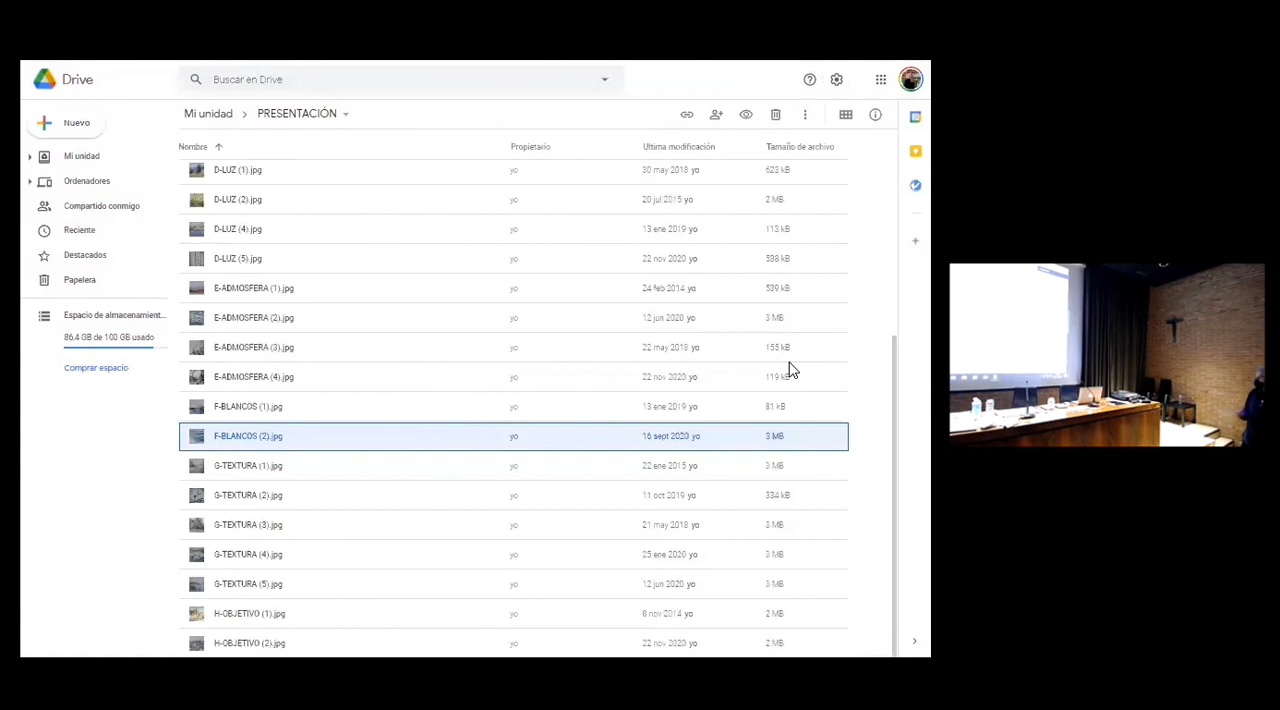 Drive
Buscar en Drive
Nuevo
Mi unidad
Ordenadores
Compartido conmigo
Reciente
Destacados
Papelera
Espacio de almacenamient...
86,4 GB de 100 GB usado
Comprar espacio
Mi unidad > PRESENTACIÓN
Nombre Propietario Última modificación Tamaño de archivo
D-LUZ (1).jpg yo 30 may 2018 yo 623 kB
D-LUZ (2).jpg yo 20 jul 2015 yo 2 MB
D-LUZ (4).jpg yo 13 ene 2019 yo 113 kB
D-LUZ (5).jpg yo 22 nov 2020 yo 538 kB
E-ADMOSFERA (1).jpg yo 24 feb 2014 yo 539 kB
E-ADMOSFERA (2).jpg yo 12 jun 2020 yo 3 MB
E-ADMOSFERA (3).jpg yo 22 may 2018 yo 155 kB
E-ADMOSFERA (4).jpg yo 22 nov 2020 yo 119 kB
F-BLANCOS (1).jpg yo 13 ene 2019 yo 81 kB
F-BLANCOS (2).jpg yo 16 sept 2020 yo 3 MB
G-TEXTURA (1).jpg yo 22 ene 2015 yo 3 MB
G-TEXTURA (2).jpg yo 11 oct 2019 yo 334 kB
G-TEXTURA (3).jpg yo 21 may 2018 yo 3 MB
G-TEXTURA (4).jpg yo 25 ene 2020 yo 3 MB
G-TEXTURA (5).jpg yo 12 jun 2020 yo 3 MB
H-OBJETIVO (1).jpg yo 8 nov 2014 yo 2 MB
H-OBJETIVO (2).jpg yo 22 nov 2020 yo 2 MB